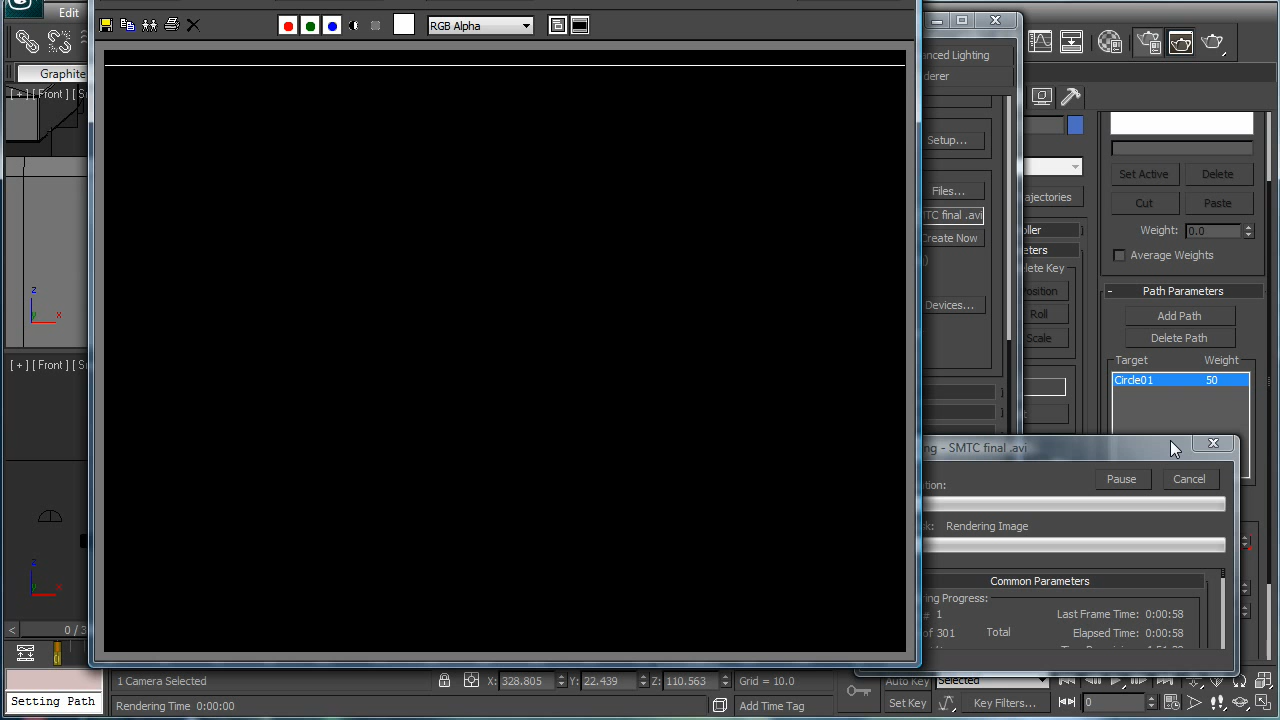 Edit
RGB Alpha
Graphite
[ + ] [ Front ] [
anced Lighting
derer
Setup...
Files...
TC final .avi
Create Now
Devices...
ajectories
oller
eters
elete Key
Position
Roll
Scale
Set Active Delete
Cut Paste
Weight: 0.0
Average Weights
- Path Parameters
Add Path
Delete Path
Target Weight
Circle01 50
z
y x
[ + ] [ Front ] [
z
y x
ng - SMTC final .avi
Pause Cancel
tion:
sk: Rendering Image
Common Parameters
ring Progress:
# 1 Last Frame Time: 0:00:58
of 301 Total Elapsed Time: 0:00:58
< 0 / 3
1 Camera Selected X: 328.805 Y: 22.439 Z: 110.563 Grid = 10.0 Auto Key Selected
Setting Path Rendering Time 0:00:00 Add Time Tag Set Key Key Filters... 0